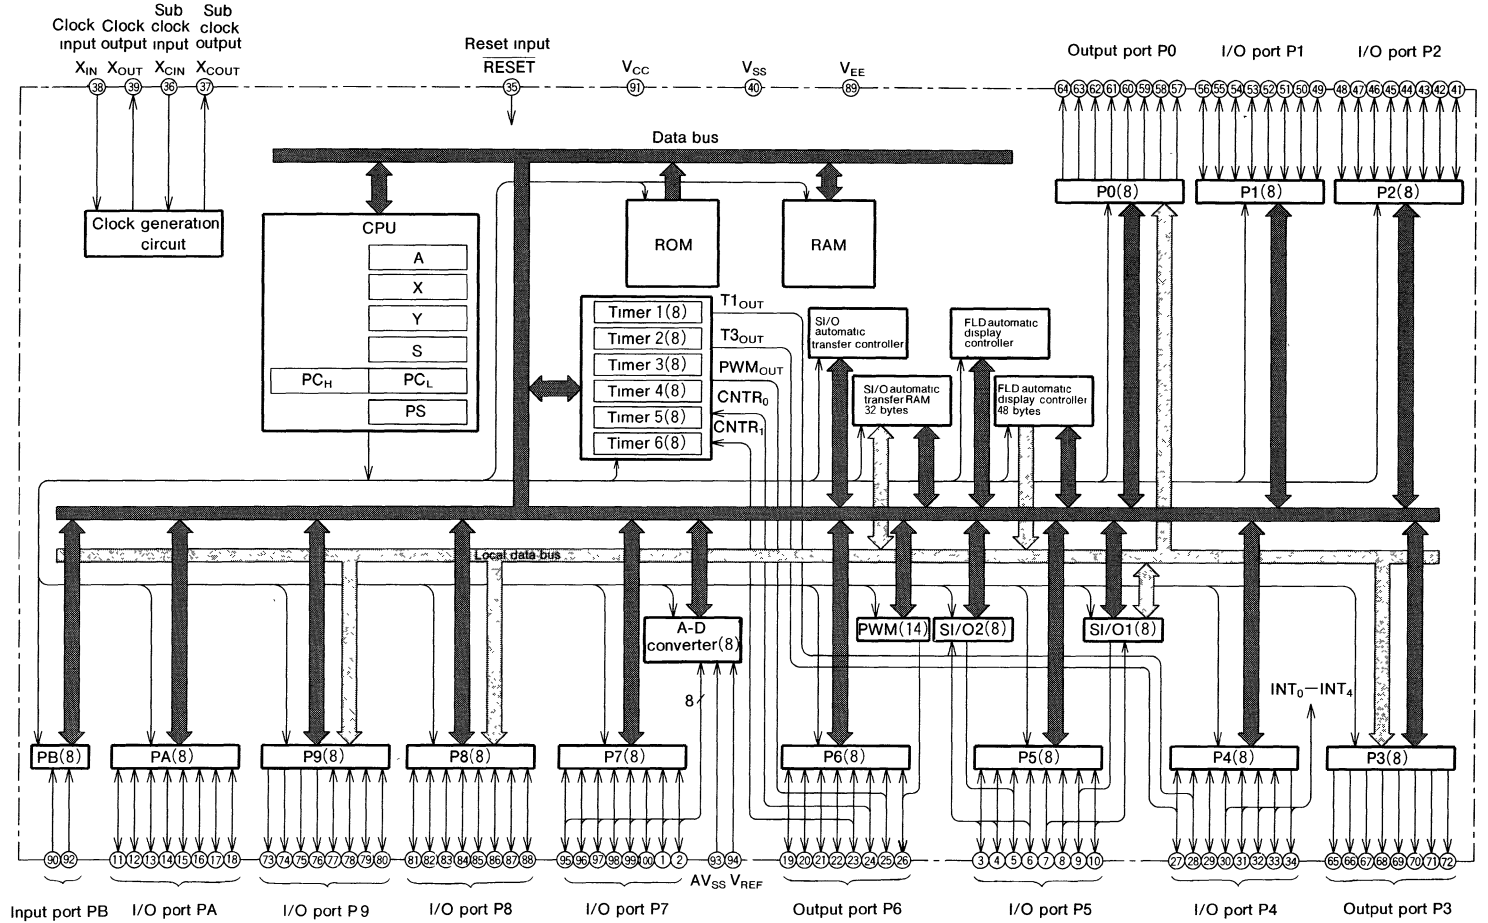 Clock input
Clock output
Sub clock input
Sub clock output
Reset input
Output port P0
I/O port P1
I/O port P2
XIN
XOUT
XCIN
XCOUT
RESET
VCC
VSS
VEE
38
39
36
37
35
91
40
89
64 63 62 61 60 59 58 57
56 55 54 53 52 51 50 49
48 47 46 45 44 43 42 41
Data bus
P0(8)
P1(8)
P2(8)
Clock generation
circuit
CPU
A
X
Y
S
PCH
PCL
PS
ROM
RAM
Timer 1(8)
Timer 2(8)
Timer 3(8)
Timer 4(8)
Timer 5(8)
Timer 6(8)
T1OUT
T3OUT
PWMOUT
CNTR0
CNTR1
SI/O
automatic
transfer controller
FLD automatic
display
controller
SI/O automatic
transfer RAM
32 bytes
FLD automatic
display controller
48 bytes
Local data bus
A-D
converter(8)
PWM(14)
SI/O2(8)
SI/O1(8)
8
INT0—INT4
PB(8)
PA(8)
P9(8)
P8(8)
P7(8)
P6(8)
P5(8)
P4(8)
P3(8)
90 92
11 12 13 14 15 16 17 18
73 74 75 76 77 78 79 80
81 82 83 84 85 86 87 88
95 96 97 98 99 100 1 2
93 94
19 20 21 22 23 24 25 26
3 4 5 6 7 8 9 10
27 28 29 30 31 32 33 34
65 66 67 68 69 70 71 72
AVSS VREF
Input port PB
I/O port PA
I/O port P9
I/O port P8
I/O port P7
Output port P6
I/O port P5
I/O port P4
Output port P3